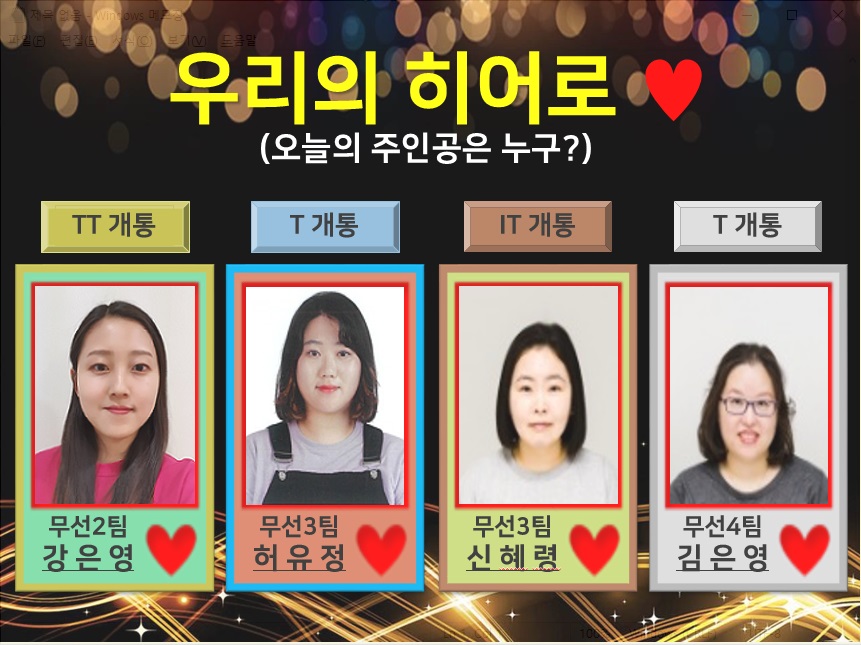 우리의 히어로
(오늘의 주인공은 누구?)
TT 개통
T 개통
IT 개통
T 개통
무선2팀
강 은 영
무선3팀
허 유 정
무선3팀
신 혜 령
무선4팀
김 은 영